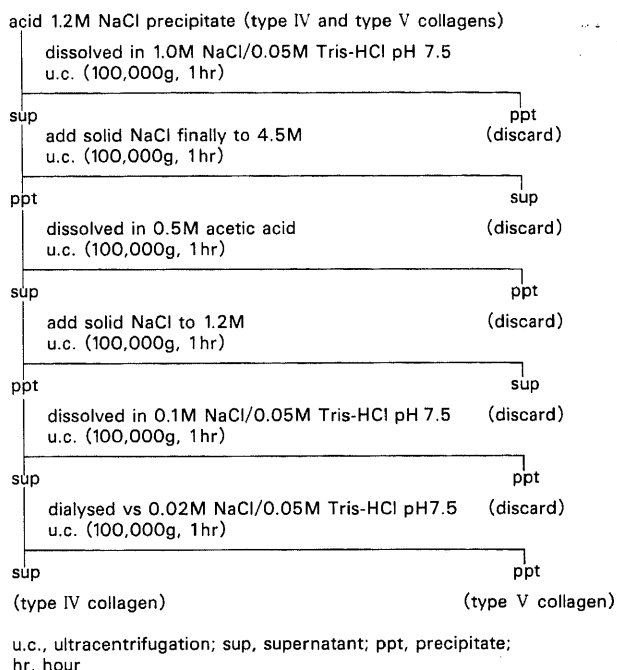 acid 1.2M NaCl precipitate (type IV and type V collagens)
dissolved in 1.0M NaCl/0.05M Tris-HCl pH 7.5
u.c. (100,000g, 1hr)
sup ppt
add solid NaCl finally to 4.5M (discard)
u.c. (100,000g, 1hr)
ppt sup
dissolved in 0.5M acetic acid (discard)
u.c. (100,000g, 1hr)
sup ppt
add solid NaCl to 1.2M (discard)
u.c. (100,000g, 1hr)
ppt sup
dissolved in 0.1M NaCl/0.05M Tris-HCl pH 7.5 (discard)
u.c. (100,000g, 1hr)
sup ppt
dialysed vs 0.02M NaCl/0.05M Tris-HCl pH7.5 (discard)
u.c. (100,000g, 1hr)
sup ppt
(type IV collagen) (type V collagen)
u.c., ultracentrifugation; sup, supernatant; ppt, precipitate;
hr, hour